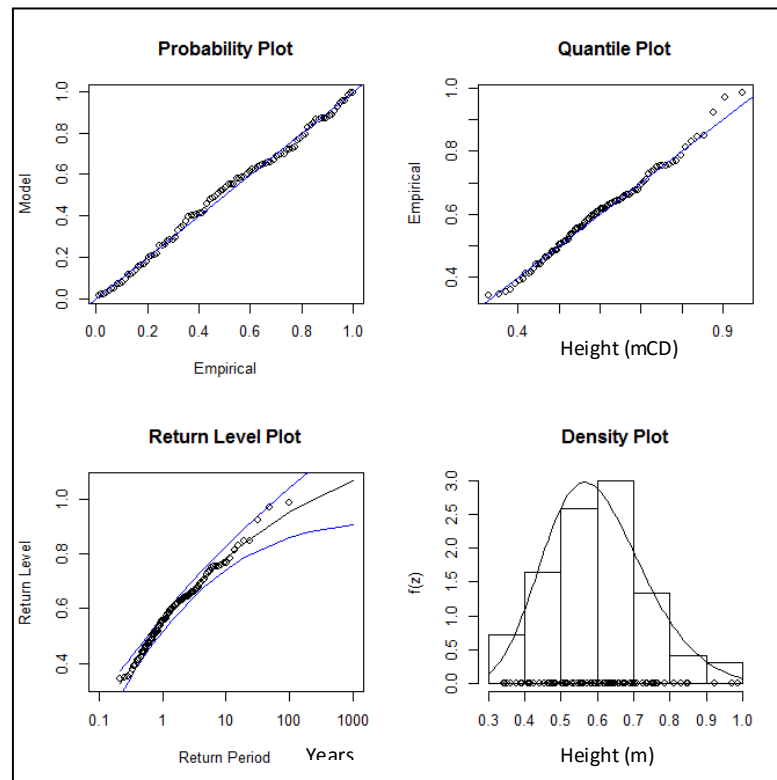 Probability Plot
Model
0.0 0.2 0.4 0.6 0.8 1.0
0.0 0.2 0.4 0.6 0.8 1.0
Empirical
Quantile Plot
Empirical
0.4 0.6 0.8 1.0
0.4 0.9
Height (mCD)
Return Level Plot
Return Level
0.4 0.6 0.8 1.0
0.1 1 10 100 1000
Return Period Years
Density Plot
f(z)
0.0 0.5 1.0 1.5 2.0 2.5 3.0
0.3 0.4 0.5 0.6 0.7 0.8 0.9 1.0
Height (m)